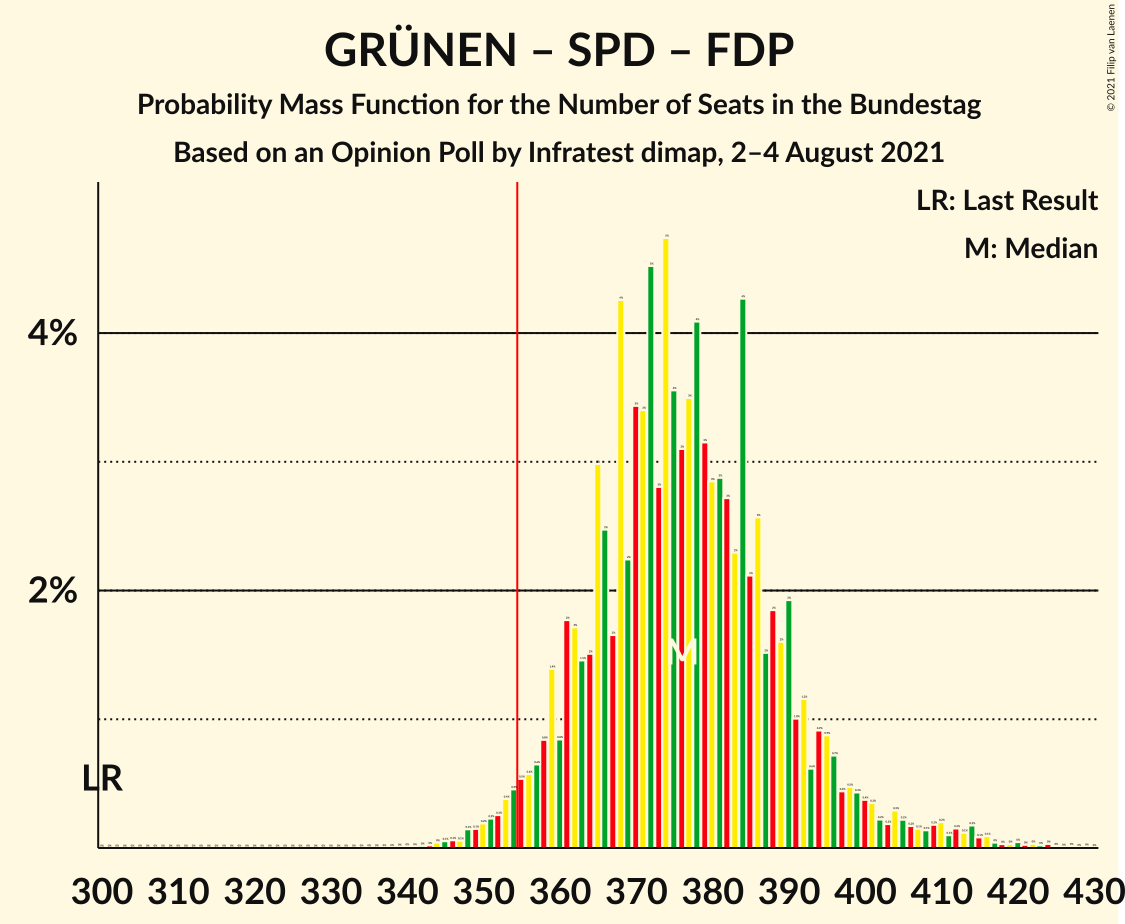 GRÜNEN – SPD – FDP
Probability Mass Function for the Number of Seats in the Bundestag
Based on an Opinion Poll by Infratest dimap, 2–4 August 2021
© 2021 Filip van Laenen
LR: Last Result
M: Median
4%
2%
LR
M
300 310 320 330 340 350 360 370 380 390 400 410 420 430